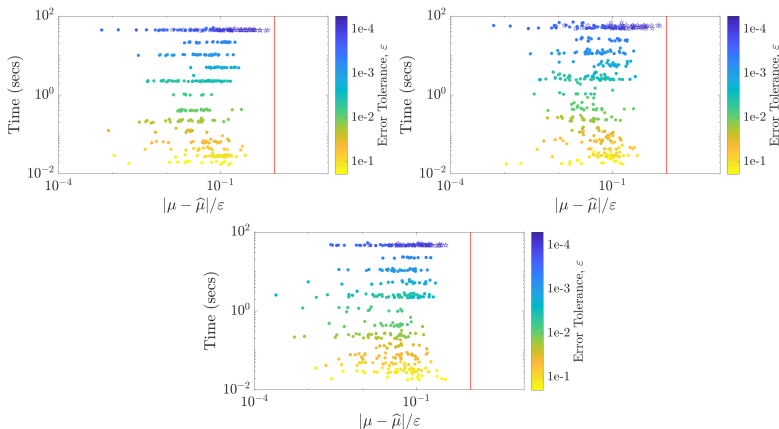 10^2
10^0
10^-2
Time (secs)
10^-4
10^-1
|μ − μ̂|/ε
1e-4
1e-3
1e-2
1e-1
Error Tolerance, ε
10^2
10^0
10^-2
Time (secs)
10^-4
10^-1
|μ − μ̂|/ε
1e-4
1e-3
1e-2
1e-1
Error Tolerance, ε
10^2
10^0
10^-2
Time (secs)
10^-4
10^-1
|μ − μ̂|/ε
1e-4
1e-3
1e-2
1e-1
Error Tolerance, ε